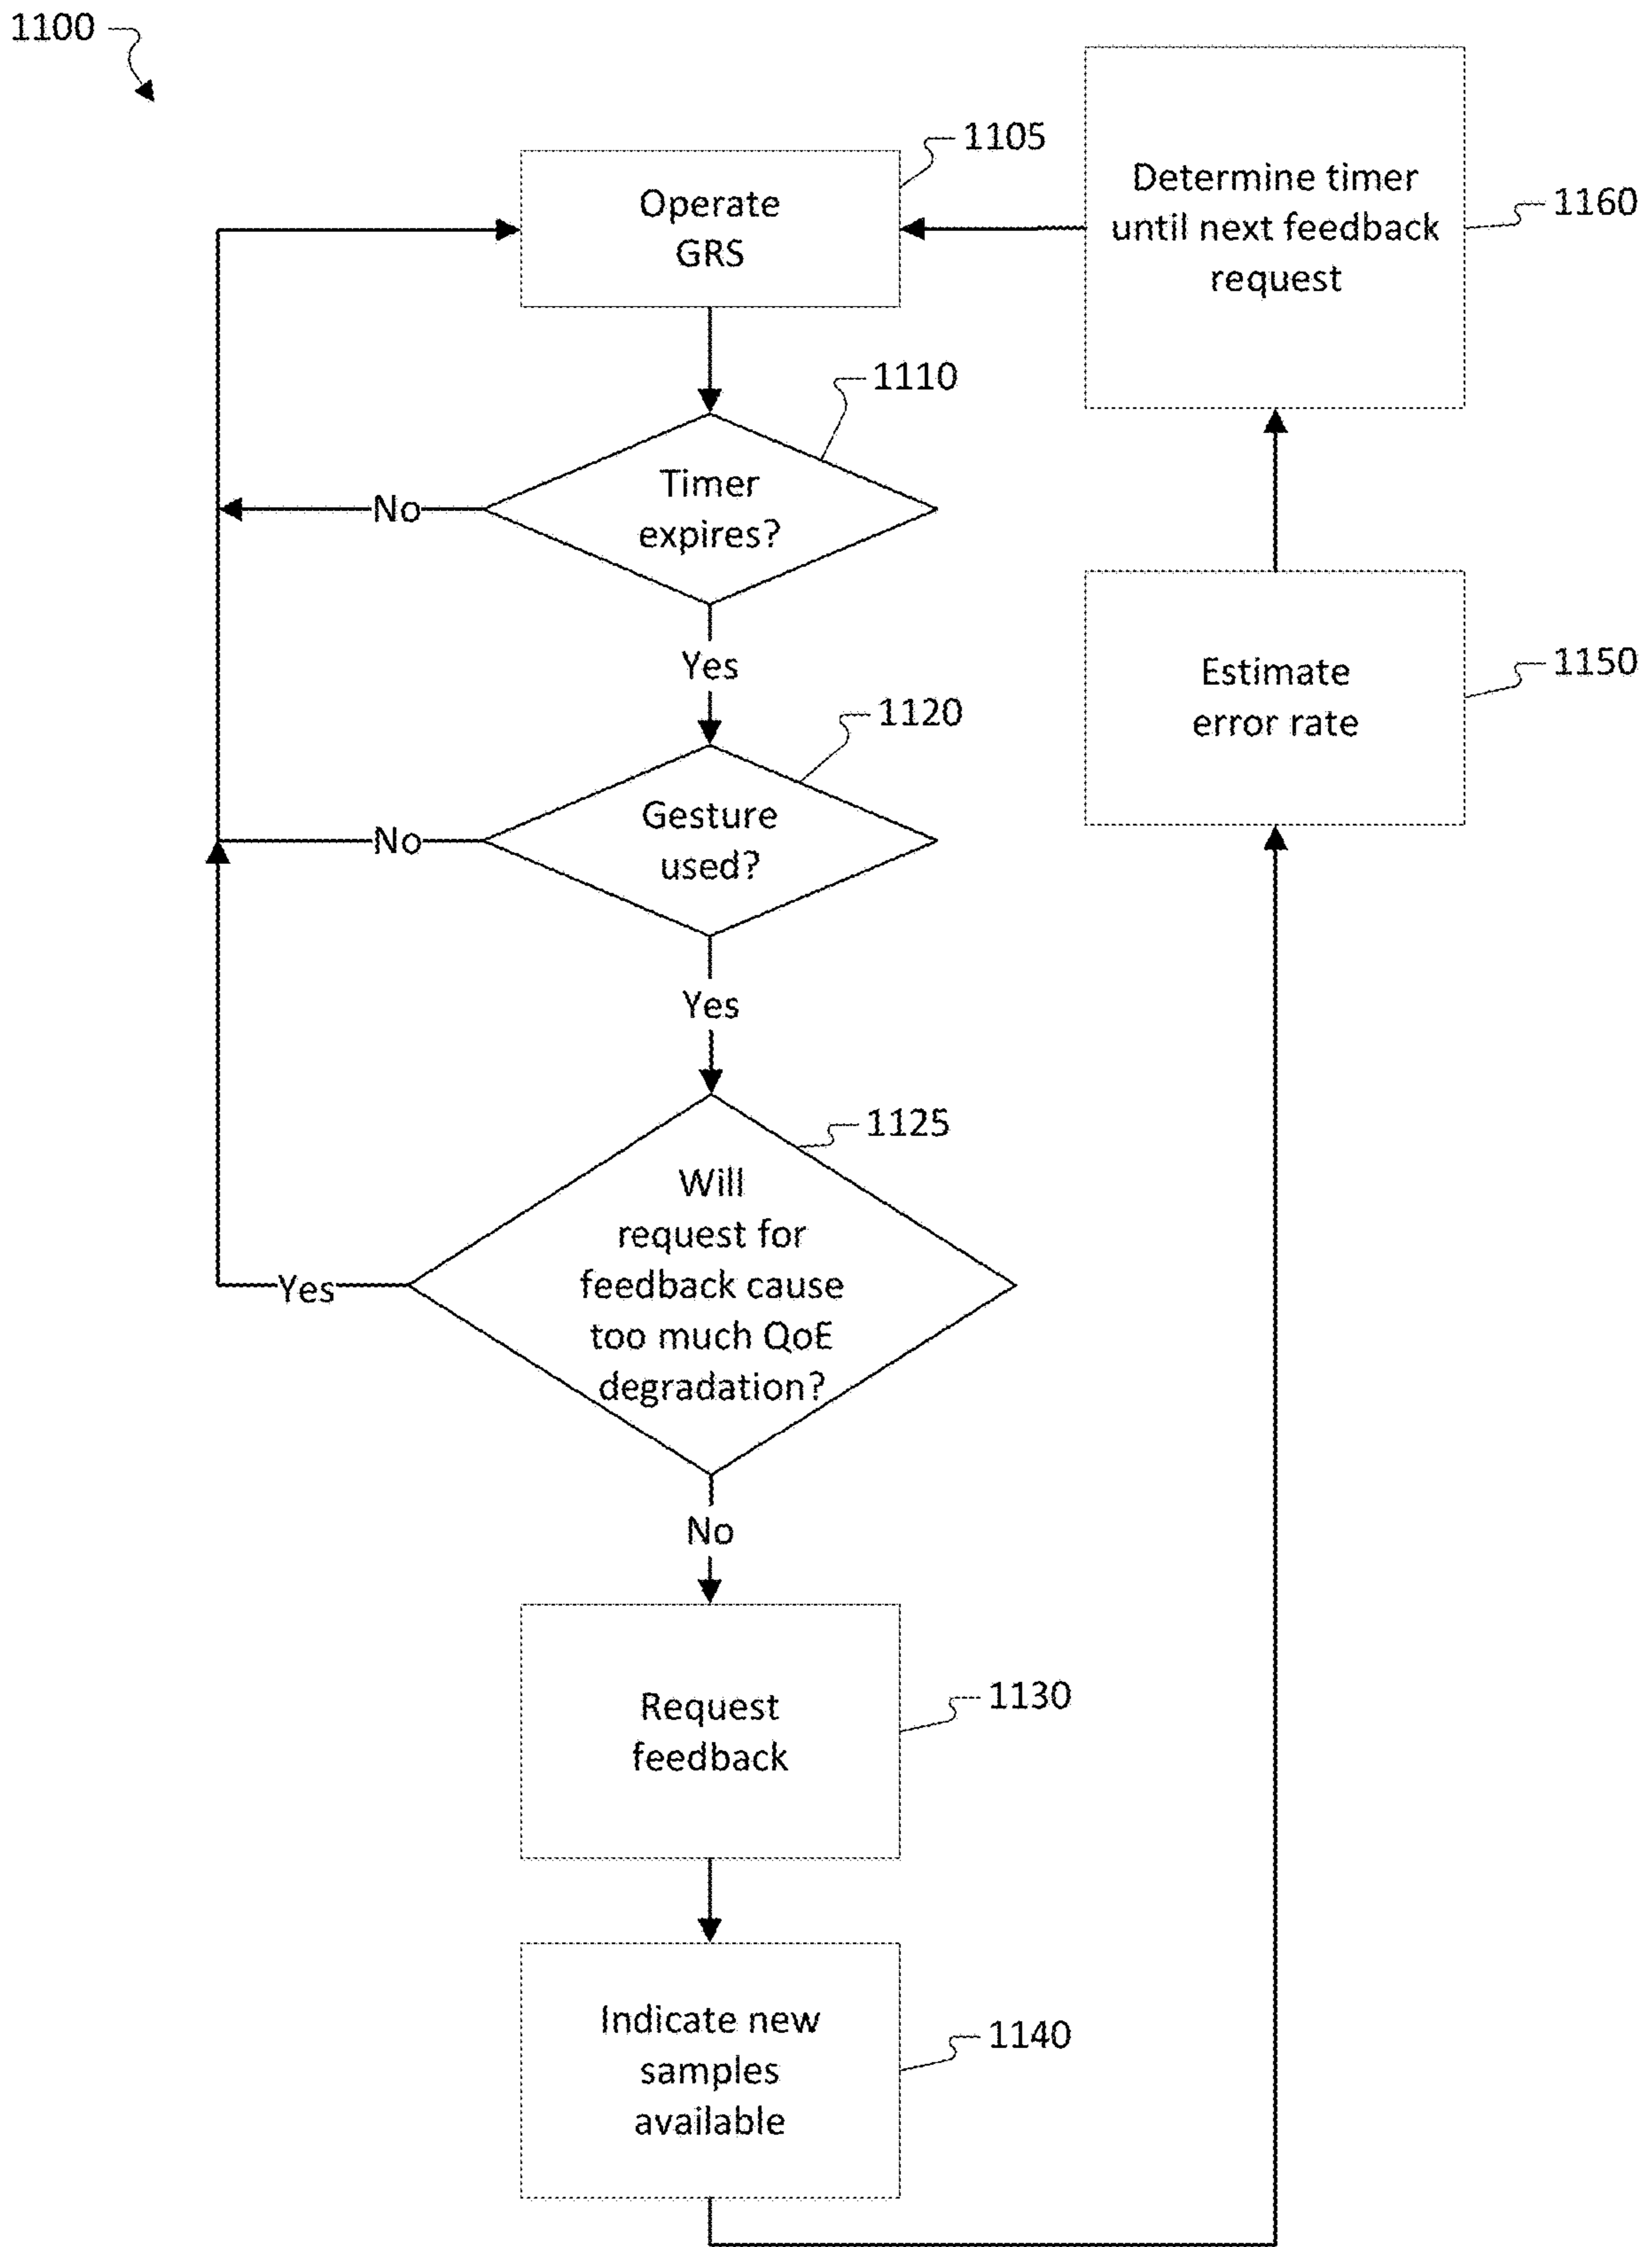 1100
1105
Operate
GRS
Determine timer
until next feedback
request
1160
1110
Timer
expires?
No
Yes
1150
Estimate
error rate
1120
Gesture
used?
No
Yes
1125
Will
request for
feedback cause
too much QoE
degradation?
Yes
No
1130
Request
feedback
1140
Indicate new
samples
available